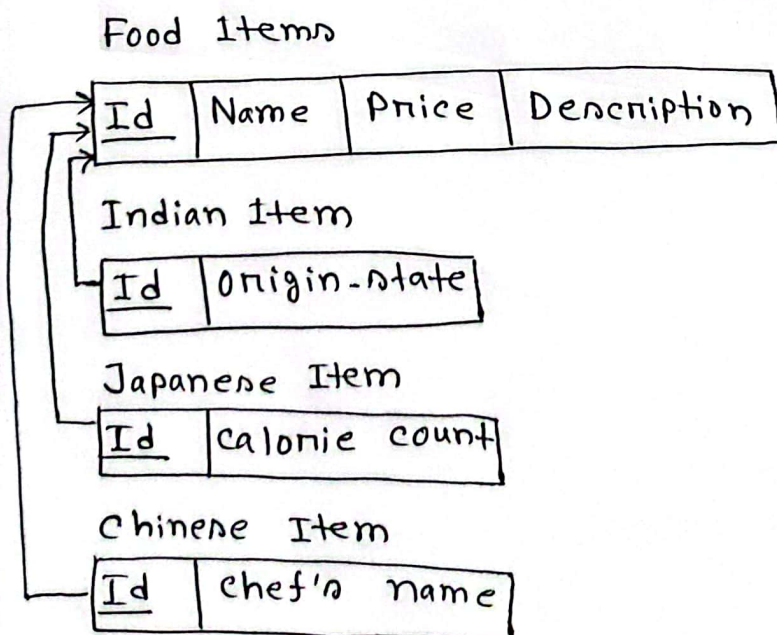 Food Items
Id Name Price Description
Indian Item
Id origin-state
Japanese Item
Id calorie count
Chinese Item
Id chef's name